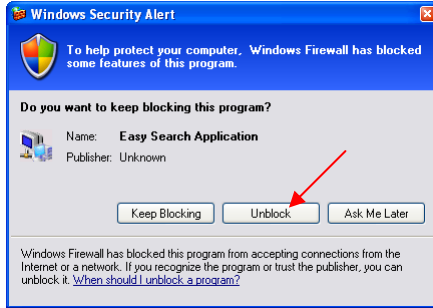 Windows Security Alert
To help protect your computer, Windows Firewall has blocked
some features of this program.
Do you want to keep blocking this program?
Name: Easy Search Application
Publisher: Unknown
Keep Blocking Unblock Ask Me Later
Windows Firewall has blocked this program from accepting connections from the
Internet or a network. If you recognize the program or trust the publisher, you can
unblock it. When should I unblock a program?